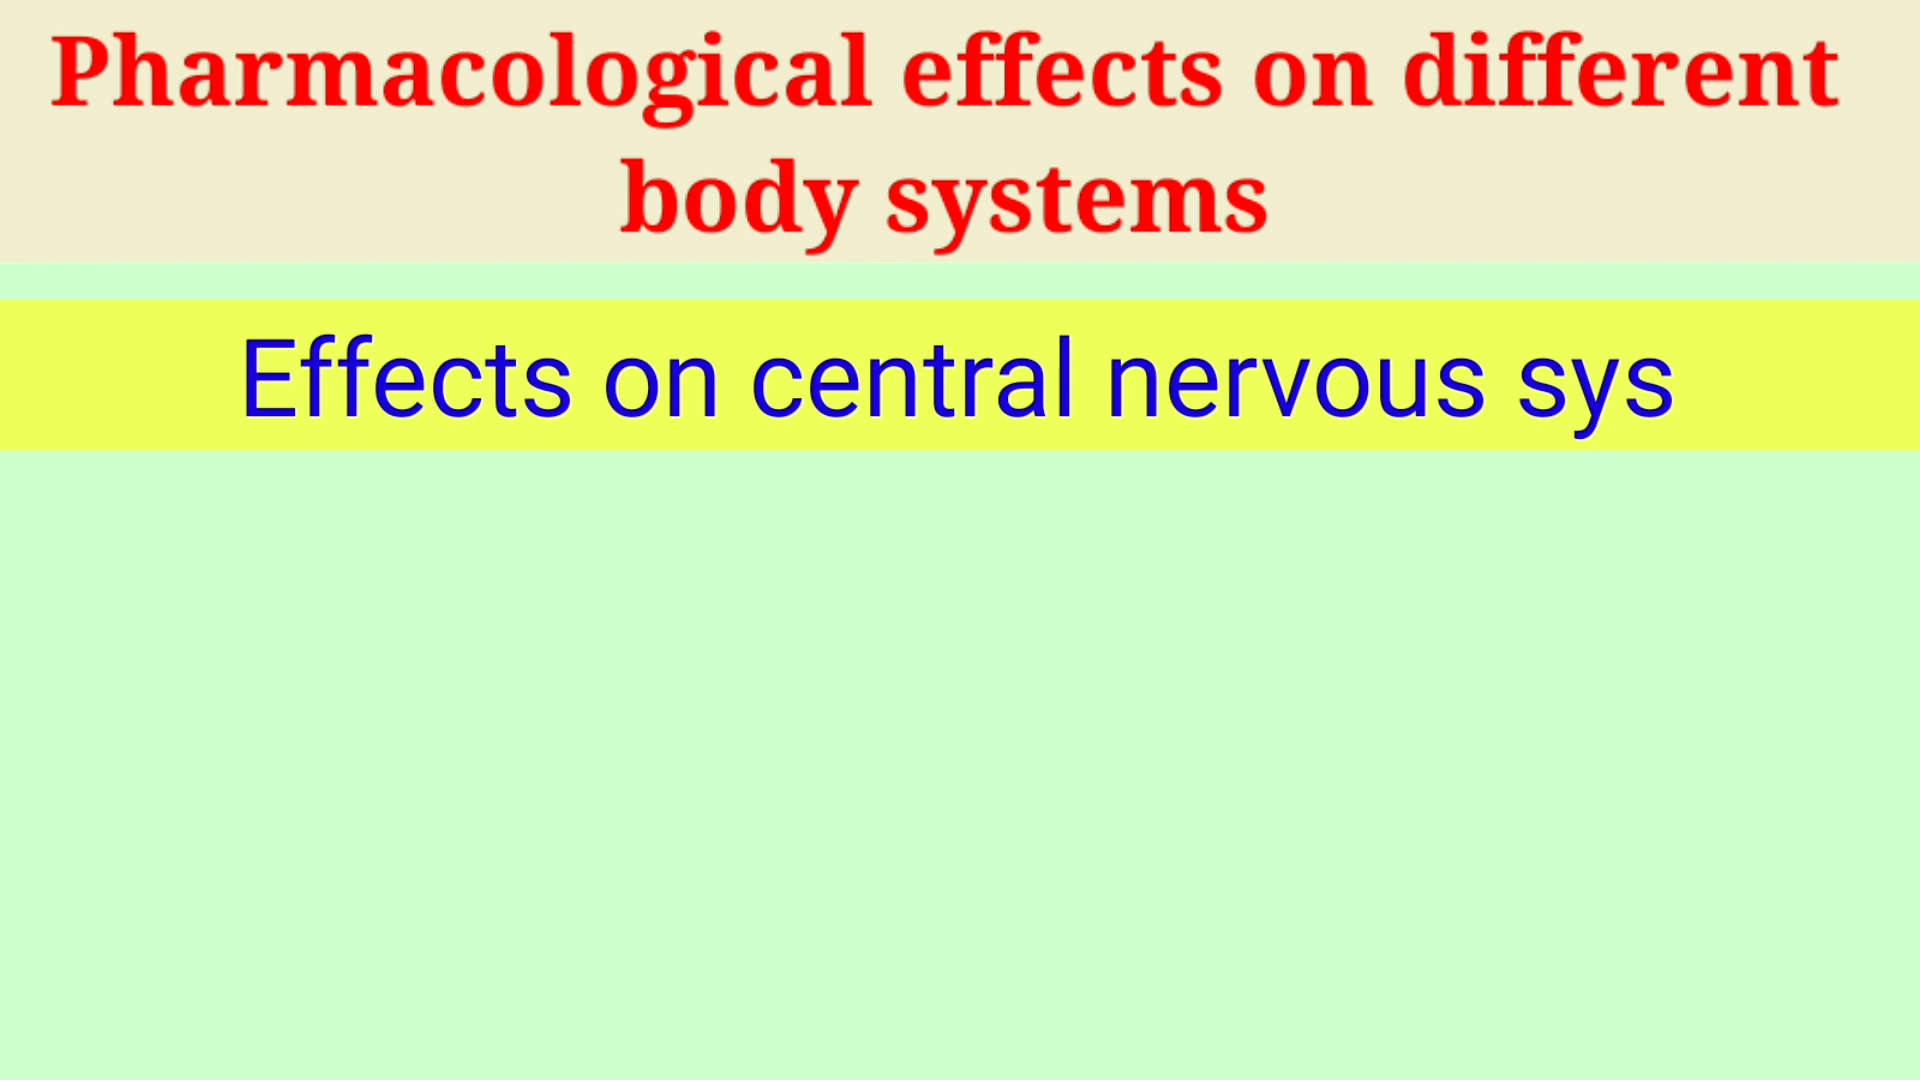 Pharmacological effects on different
body systems
Effects on central nervous sys